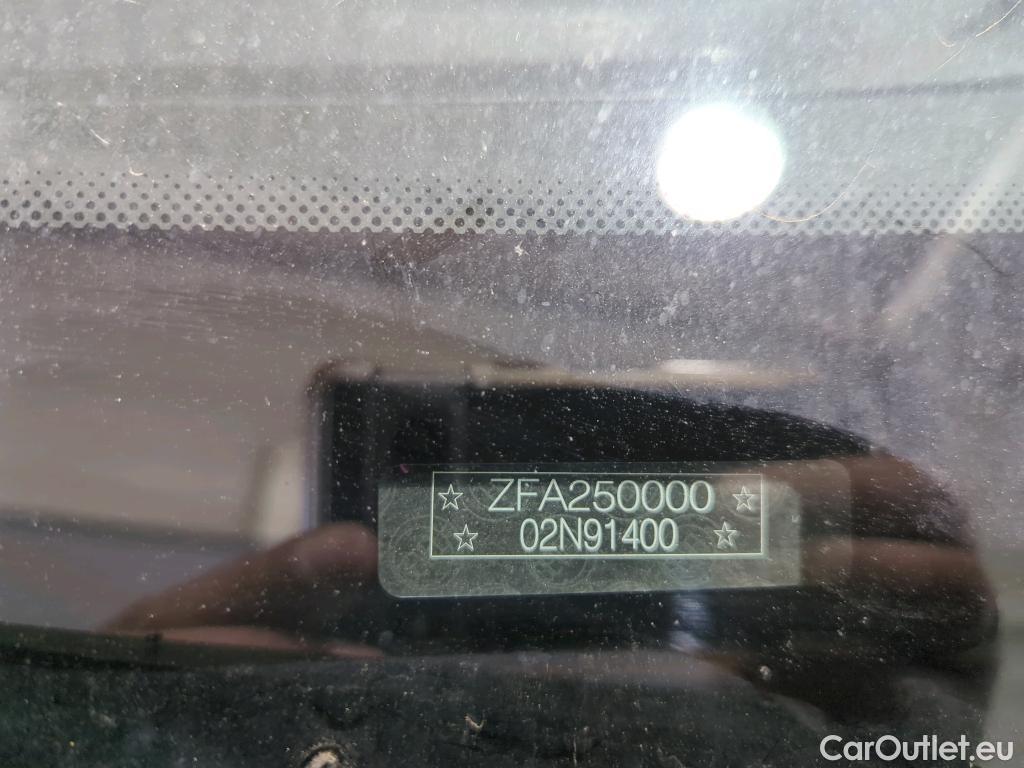 ☆ ZFA250000 ☆
☆ 02N91400 ☆
CarOutlet.eu